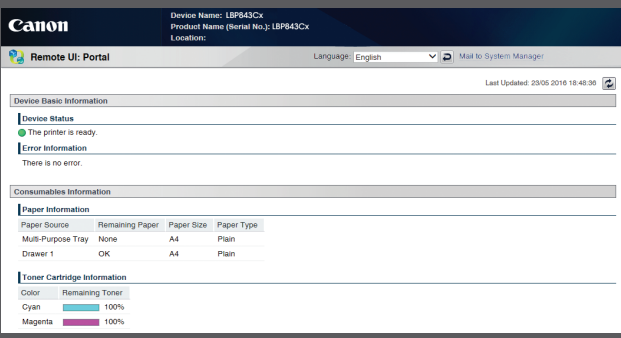 Canon
Device Name: LBP843Cx
Product Name (Serial No.): LBP843Cx
Location:
Remote UI: Portal
Language: English
Mail to System Manager
Last Updated: 23/05 2016 18:48:36
Device Basic Information
Device Status
The printer is ready.
Error Information
There is no error.
Consumables Information
Paper Information
Paper Source Remaining Paper Paper Size Paper Type
Multi-Purpose Tray None A4 Plain
Drawer 1 OK A4 Plain
Toner Cartridge Information
Color Remaining Toner
Cyan 100%
Magenta 100%